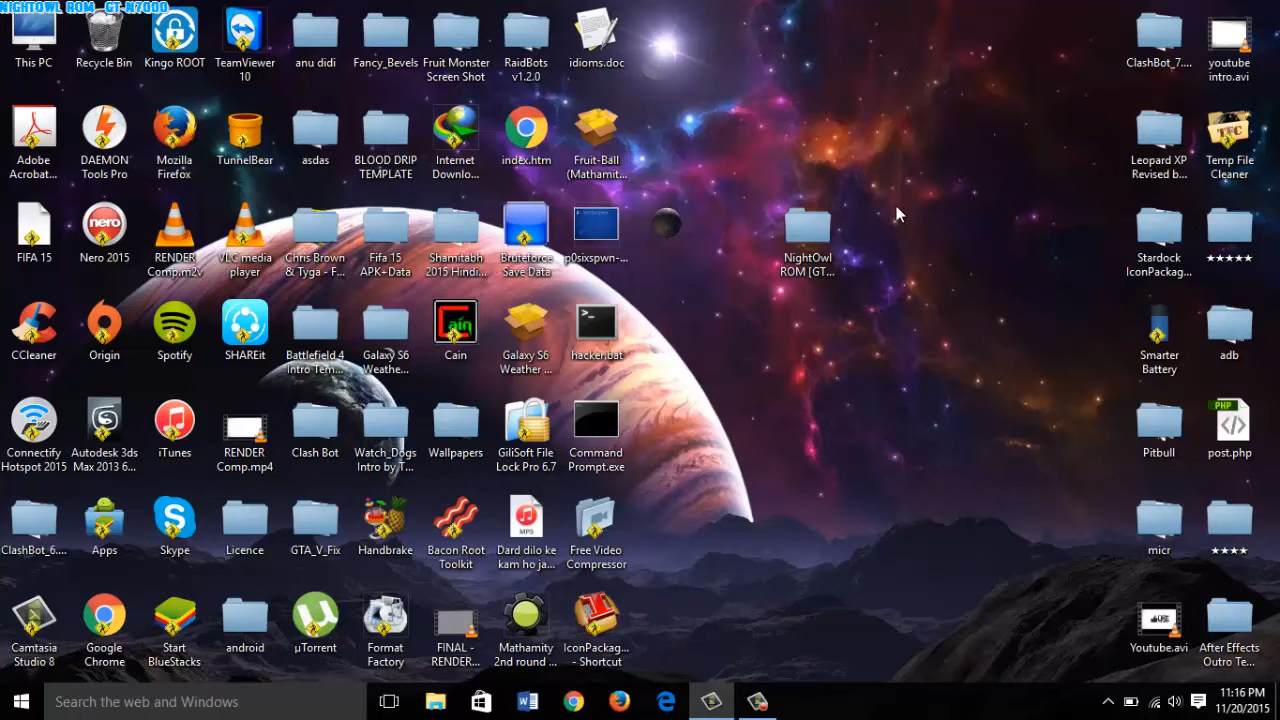 NIGHTOWL ROM GT N7000
This PC
Recycle Bin
Kingo ROOT
TeamViewer
10
anu didi
Fancy_Bevels
Fruit Monster
Screen Shot
RaidBots
v1.2.0
idioms.doc
ClashBot_7....
youtube
intro.avi
Adobe
Acrobat...
DAEMON
Tools Pro
Mozilla
Firefox
TunnelBear
asdas
BLOOD DRIP
TEMPLATE
Internet
Downlo...
index.htm
Fruit-Ball
(Mathamit...
Leopard XP
Revised b...
TFC
Temp File
Cleaner
FIFA 15
nero
Nero 2015
RENDER
Comp.m2v
VLC media
player
Chris Brown
& Tyga - F...
Fifa 15
APK+Data
Shamitabh
2015 Hindi...
Bruteforce
Save Data
p0sixspwn-...
NightOwl
ROM [GT...
Stardock
IconPackag...
*****
CCleaner
Origin
Spotify
SHAREit
Battlefield 4
Intro Tem...
Galaxy S6
Weathe...
Cain
Cain
Galaxy S6
Weather ...
hacker.bat
Smarter
Battery
adb
Connectify
Hotspot 2015
Autodesk 3ds
Max 2013 6...
iTunes
RENDER
Comp.mp4
Clash Bot
Watch_Dogs
Intro by T...
Wallpapers
GiliSoft File
Lock Pro 6.7
Command
Prompt.exe
Pitbull
PHP
post.php
ClashBot_6....
Apps
Skype
Licence
GTA_V_Fix
Handbrake
Bacon Root
Toolkit
MP3
Dard dilo ke
kam ho ja...
Free Video
Compressor
micr
****
Camtasia
Studio 8
Google
Chrome
Start
BlueStacks
android
µTorrent
Format
Factory
FINAL -
RENDER...
Mathamity
2nd round ...
IconPackag...
- Shortcut
Youtube.avi
After Effects
Outro Te...
Search the web and Windows
11:16 PM
11/20/2015